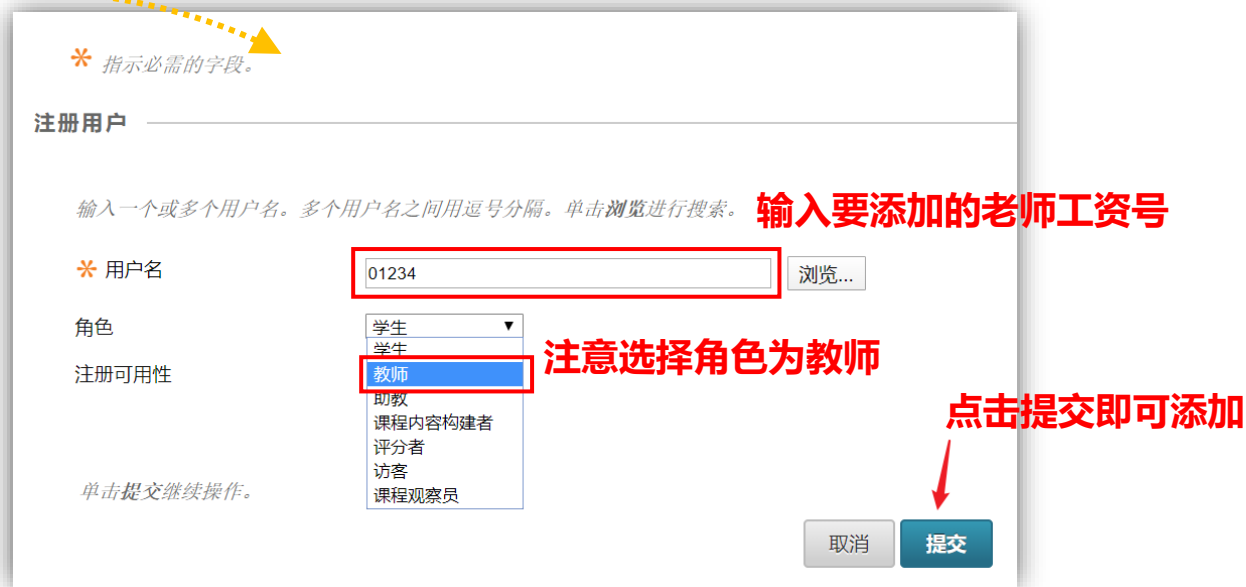 指示必需的字段。
注册用户
输入一个或多个用户名。多个用户名之间用逗号分隔。单击浏览进行搜索。
输入要添加的老师工资号
用户名
01234
浏览...
角色
学生
学生
注意选择角色为教师
注册可用性
教师
助教
点击提交即可添加
课程内容构建者
评分者
访客
单击提交继续操作。
课程观察员
取消
提交